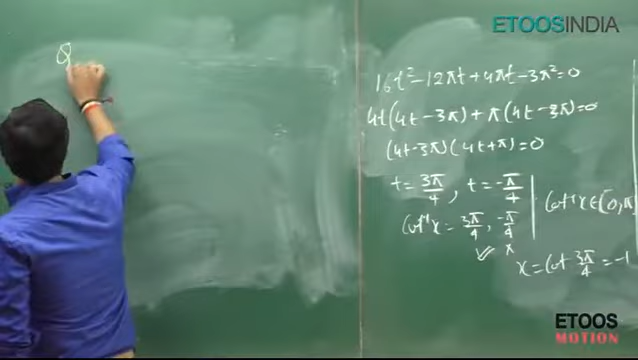 ETOOSINDIA
Q
16t² - 12πt + 4πt - 3π² = 0
4t(4t - 3π) + π(4t - 3π) = 0
(4t - 3π)(4t + π) = 0
t = 3π/4, t = -π/4
cot⁻¹x ∈ (0, π
cot⁻¹x = 3π/4, -π/4
✓ x
x = cot 3π/4 = -1
ETOOS
MOTION